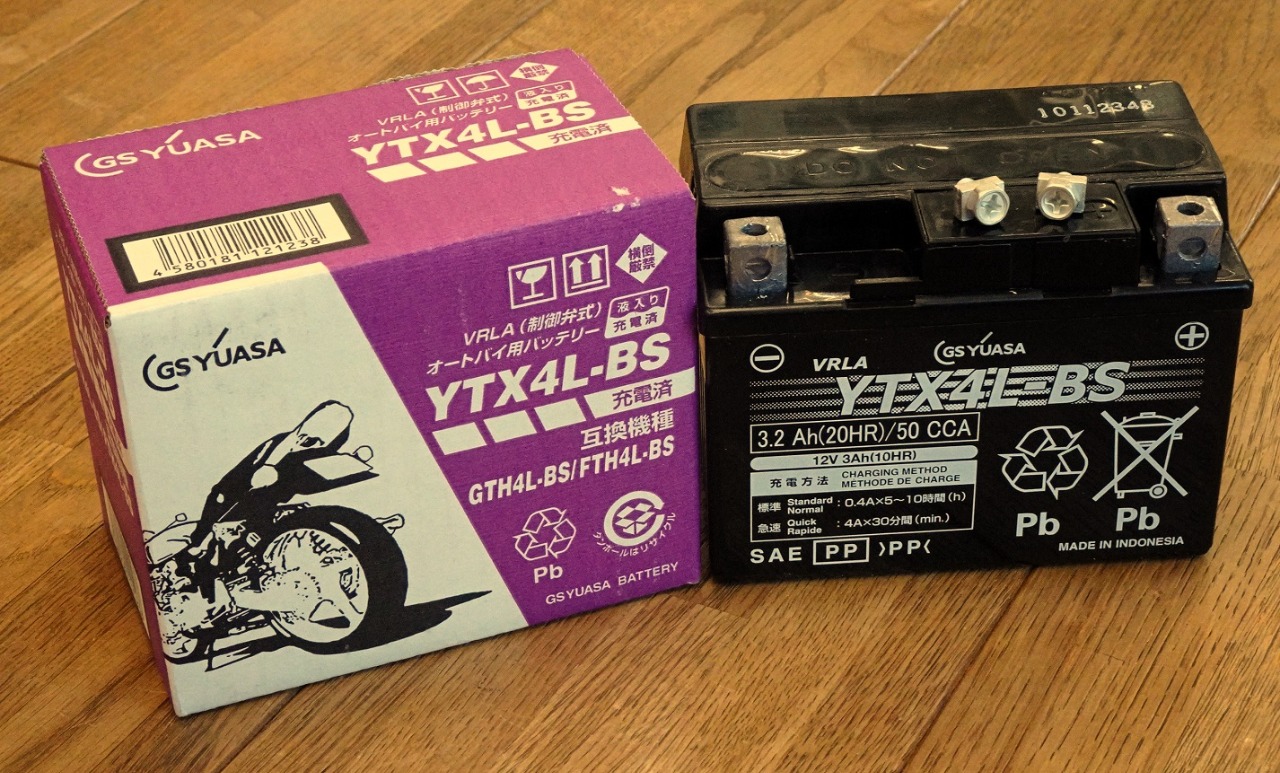 GS YUASA
VRLA(制御弁式)
オートバイ用バッテリー
横倒
厳禁
液入り
充電済
YTX4L-BS
充電済
4 580181 121238
GS YUASA
横倒
厳禁
VRLA(制御弁式)
オートバイ用バッテリー
液入り
充電済
YTX4L-BS
充電済
互換機種
GTH4L-BS/FTH4L-BS
Pb
ダンボールはリサイクル
GS YUASA BATTERY
VRLA
GS YUASA
YTX4L-BS
3.2 Ah(20HR)/50 CCA
12V 3Ah(10HR)
充電方法
CHARGING METHOD
METHODE DE CHARGE
標準 Standard Normal : 0.4A×5〜10時間(h)
急速 Quick Rapide : 4A×30分間(min.)
Pb
Pb
SAE PP >PP<
MADE IN INDONESIA